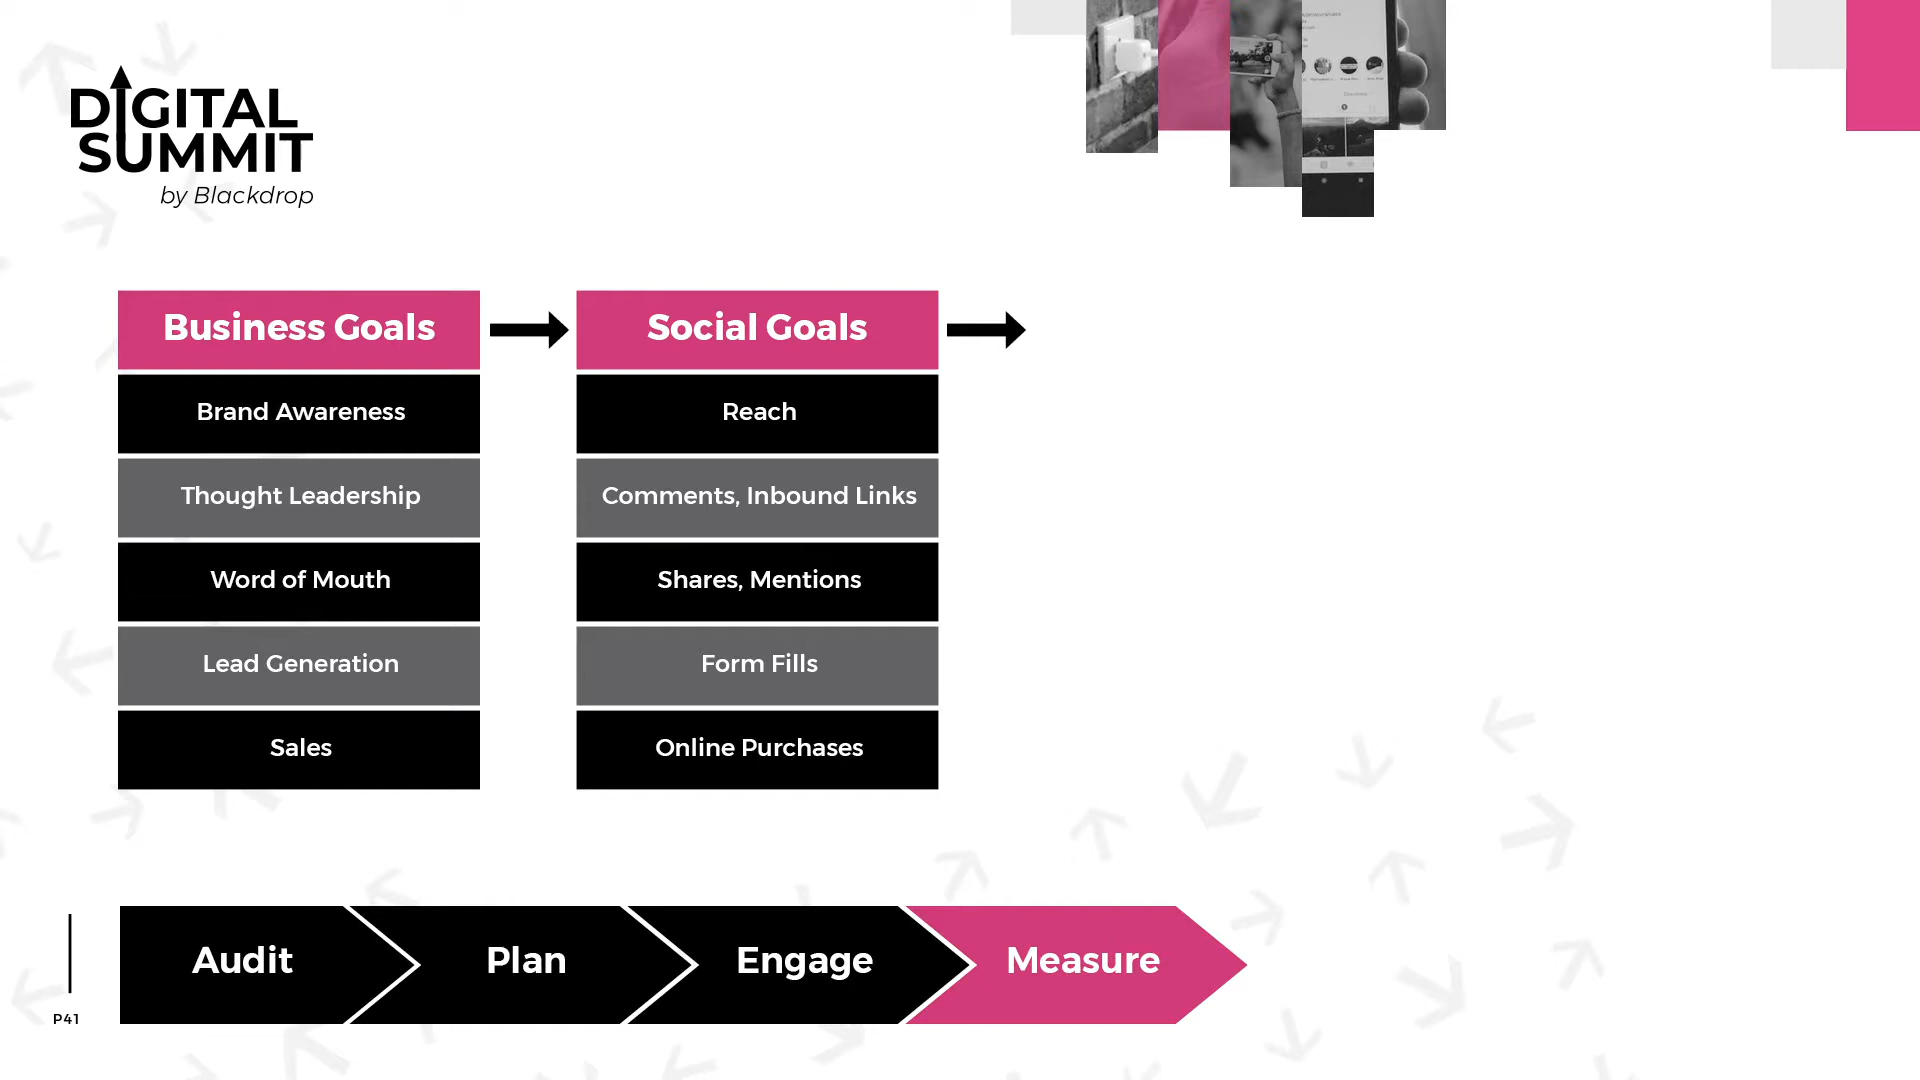 DIGITAL
SUMMIT
by Blackdrop
Business Goals
Social Goals
Brand Awareness
Reach
Thought Leadership
Comments, Inbound Links
Word of Mouth
Shares, Mentions
Lead Generation
Form Fills
Sales
Online Purchases
Audit
Plan
Engage
Measure
P41